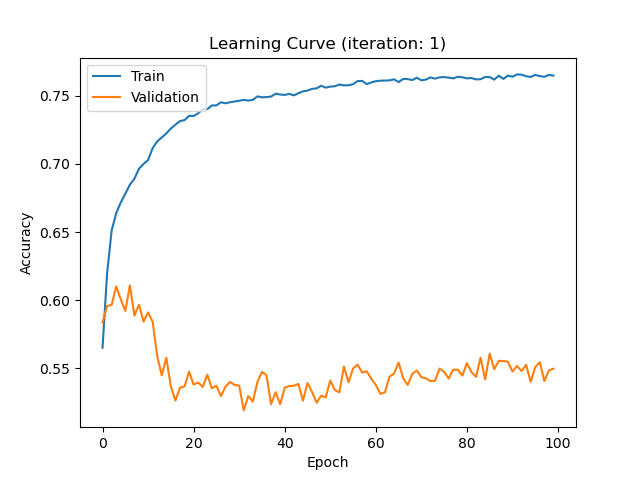 Learning Curve (iteration: 1)
Train
Validation
Accuracy
0.75
0.70
0.65
0.60
0.55
0 20 40 60 80 100
Epoch